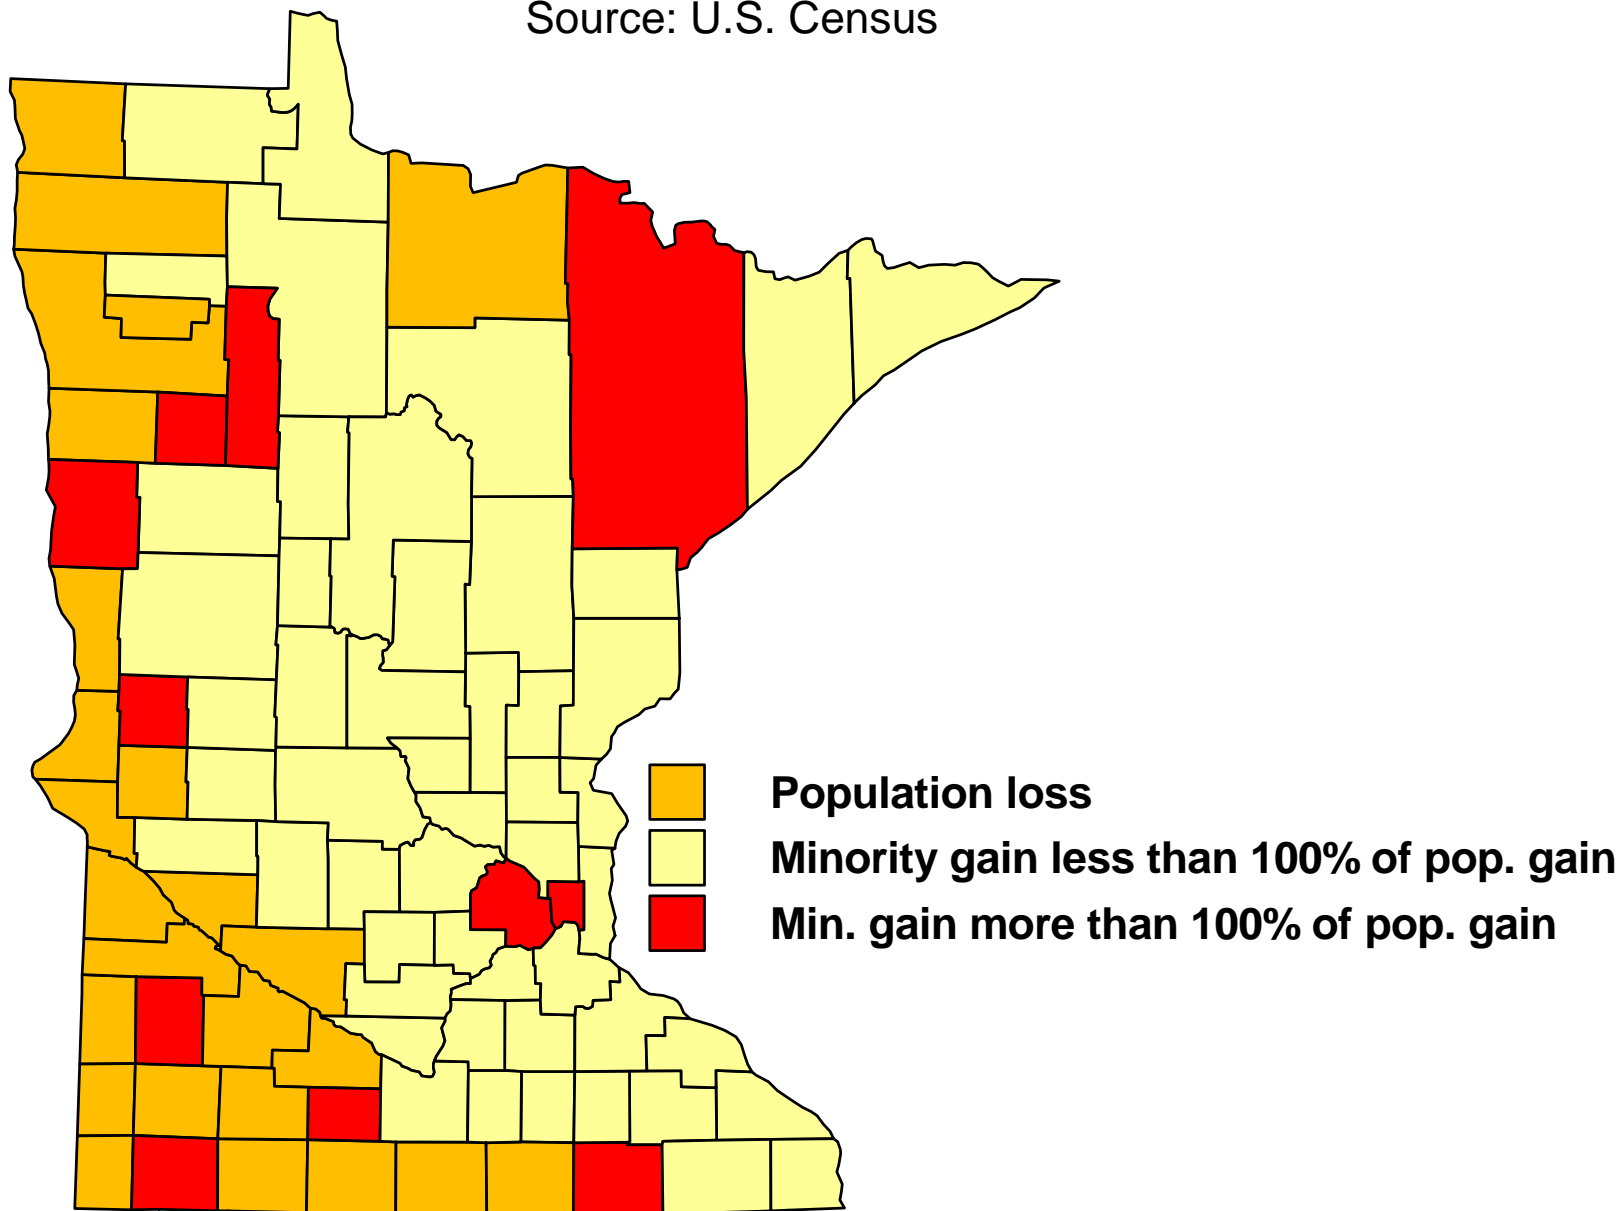 Source: U.S. Census
Population loss
Minority gain less than 100% of pop. gain
Min. gain more than 100% of pop. gain